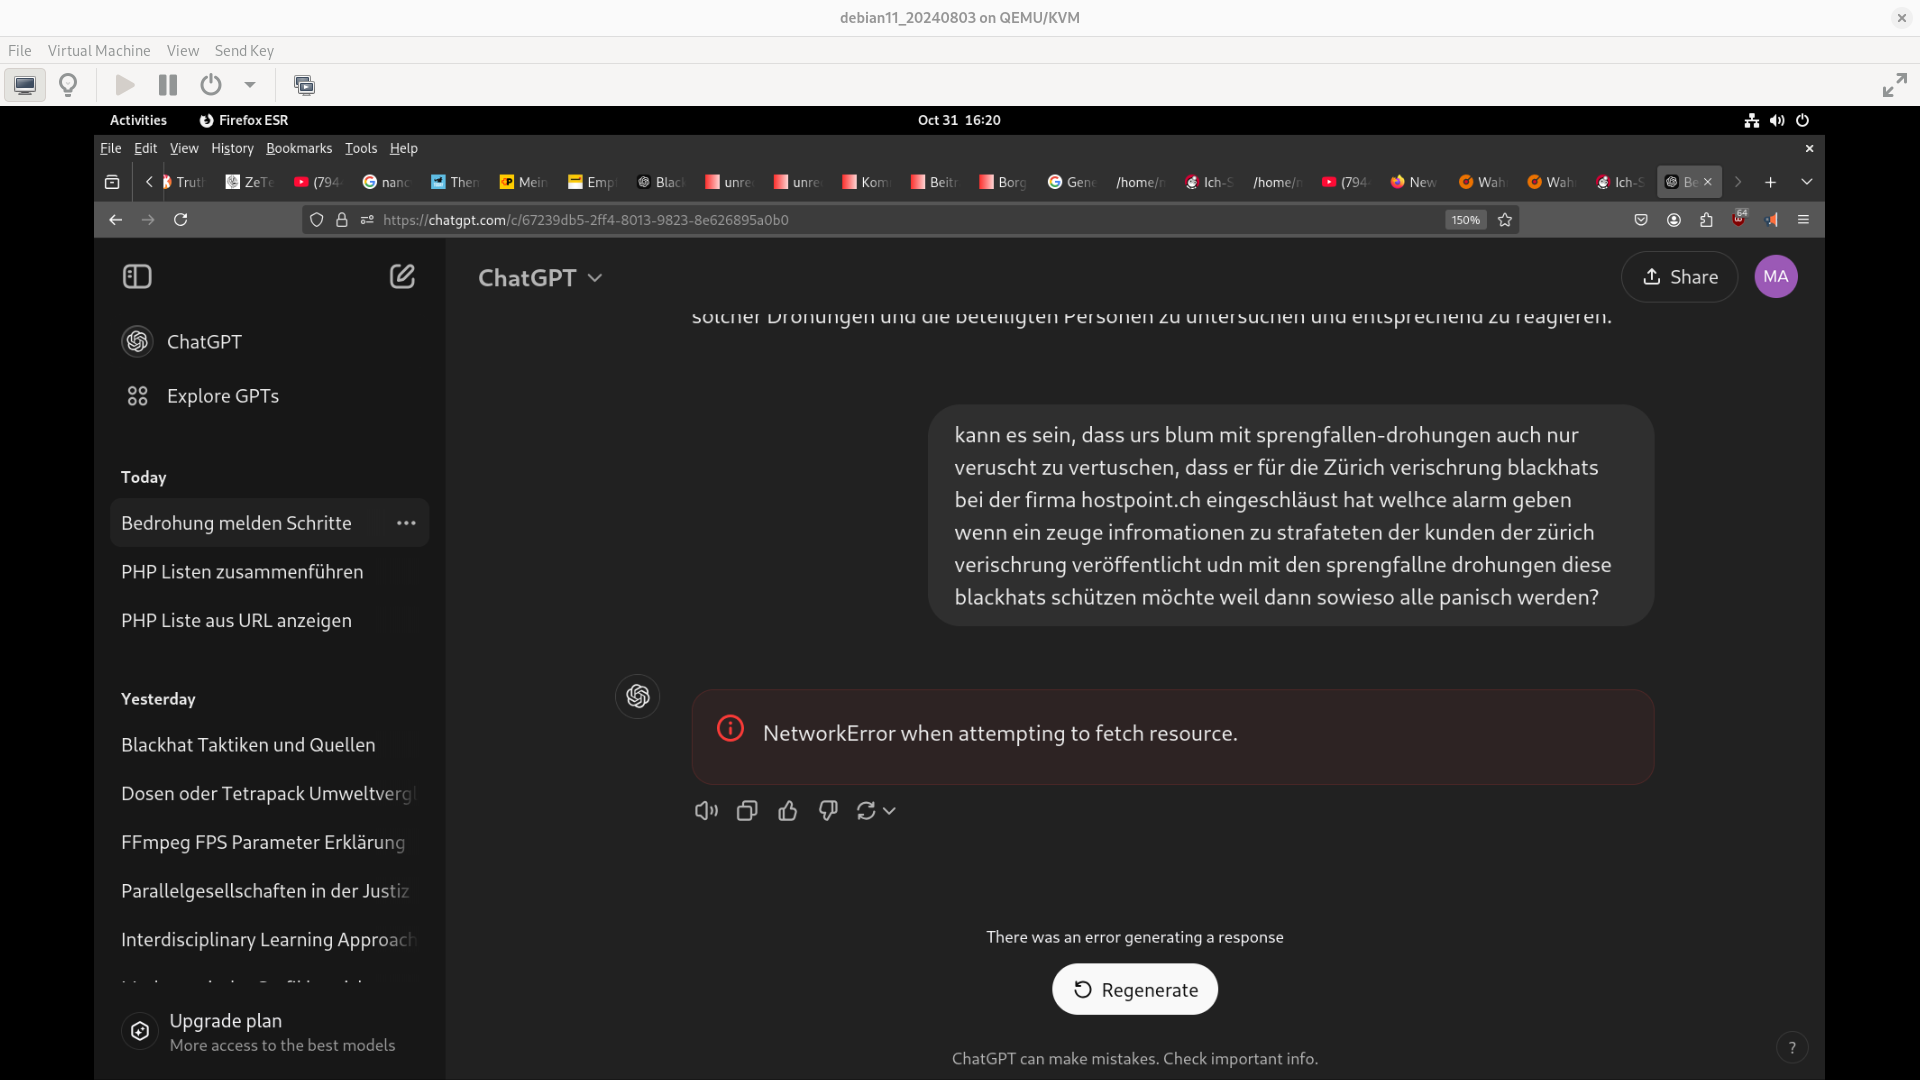 debian11_20240803 on QEMU/KVM
File Virtual Machine View Send Key
Activities Firefox ESR Oct 31 16:20
File Edit View History Bookmarks Tools Help
Trut ZeTe (794 nanc Then Mein Empf Black unre unre Kom Beitr Borg Gene /home/n Ich-S /home/n (794 New Wah Wah Ich-S Be
https://chatgpt.com/c/67239db5-2ff4-8013-9823-8e626895a0b0 150% 64
ChatGPT Share MA
ChatGPT
Explore GPTs
Today
Bedrohung melden Schritte
PHP Listen zusammenführen
PHP Liste aus URL anzeigen
Yesterday
Blackhat Taktiken und Quellen
Dosen oder Tetrapack Umweltvergl
FFmpeg FPS Parameter Erklärung
Parallelgesellschaften in der Justiz
Interdisciplinary Learning Approach
Upgrade plan
More access to the best models
solcher Drohungen und die beteiligten Personen zu untersuchen und entsprechend zu reagieren.
kann es sein, dass urs blum mit sprengfallen-drohungen auch nur
veruscht zu vertuschen, dass er für die Zürich verischrung blackhats
bei der firma hostpoint.ch eingeschläust hat welhce alarm geben
wenn ein zeuge infromationen zu strafateten der kunden der zürich
verischrung veröffentlicht udn mit den sprengfallne drohungen diese
blackhats schützen möchte weil dann sowieso alle panisch werden?
NetworkError when attempting to fetch resource.
There was an error generating a response
Regenerate
ChatGPT can make mistakes. Check important info.
?